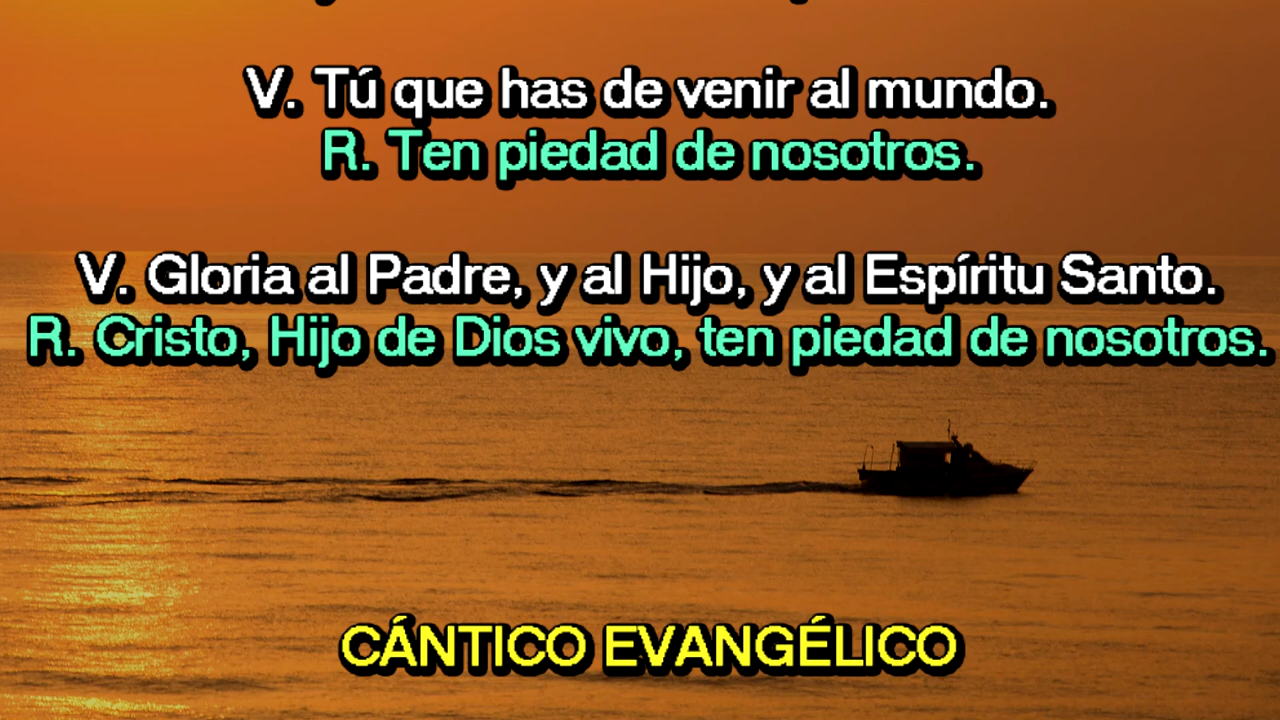 V. Tú que has de venir al mundo.
R. Ten piedad de nosotros.
V. Gloria al Padre, y al Hijo, y al Espíritu Santo.
R. Cristo, Hijo de Dios vivo, ten piedad de nosotros.
CÁNTICO EVANGÉLICO